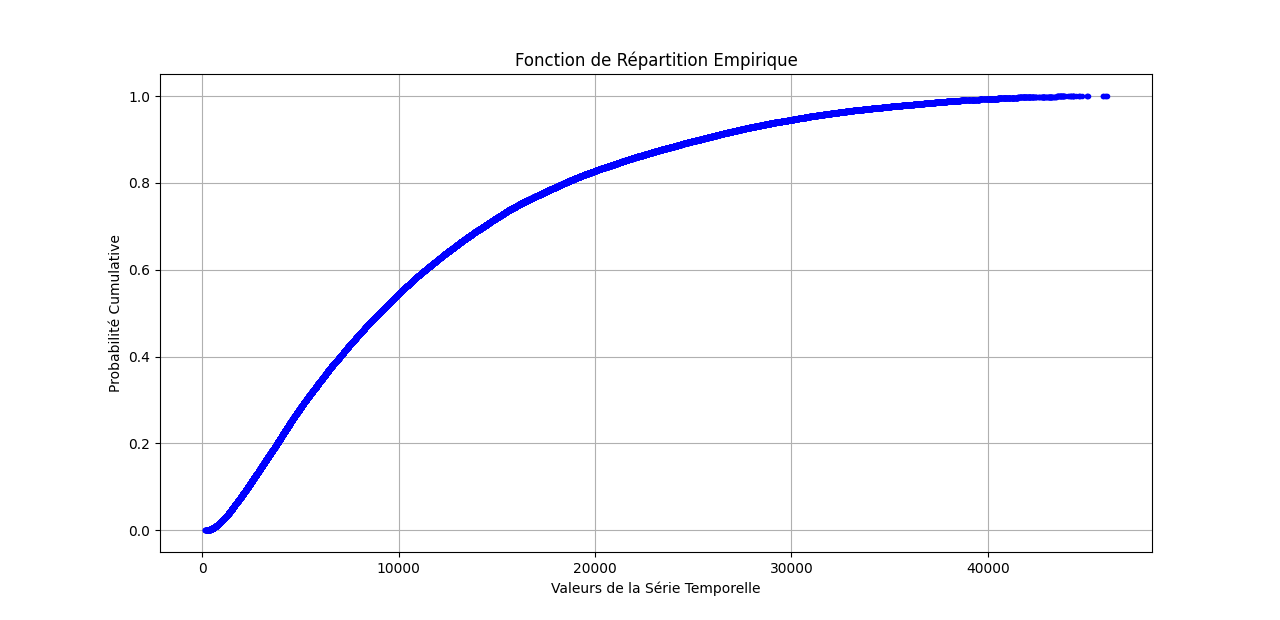 Fonction de Répartition Empirique
Probabilité Cumulative
1.0
0.8
0.6
0.4
0.2
0.0
0 10000 20000 30000 40000
Valeurs de la Série Temporelle